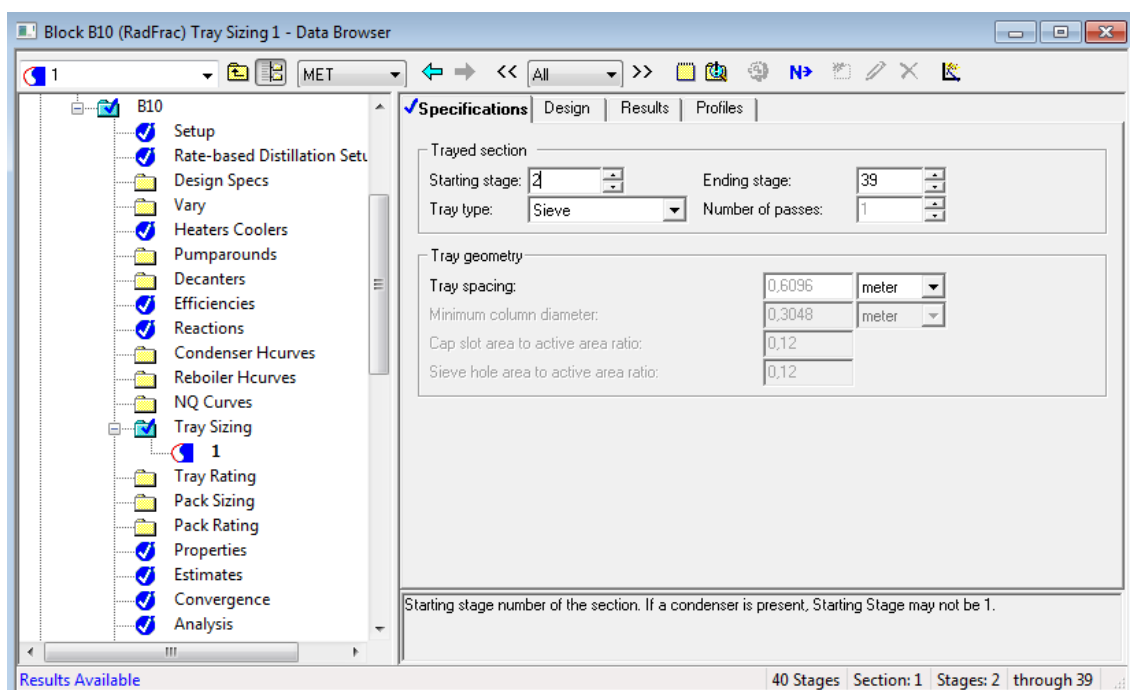 Block B10 (RadFrac) Tray Sizing 1 - Data Browser
1 MET << All >> N
B10
Setup
Rate-based Distillation Setu
Design Specs
Vary
Heaters Coolers
Pumparounds
Decanters
Efficiencies
Reactions
Condenser Hcurves
Reboiler Hcurves
NQ Curves
Tray Sizing
1
Tray Rating
Pack Sizing
Pack Rating
Properties
Estimates
Convergence
Analysis
Specifications Design Results Profiles
Trayed section
Starting stage: 2 Ending stage: 39
Tray type: Sieve Number of passes: 1
Tray geometry
Tray spacing: 0,6096 meter
Minimum column diameter: 0,3048 meter
Cap slot area to active area ratio: 0,12
Sieve hole area to active area ratio: 0,12
Starting stage number of the section. If a condenser is present, Starting Stage may not be 1.
Results Available 40 Stages Section: 1 Stages: 2 through 39